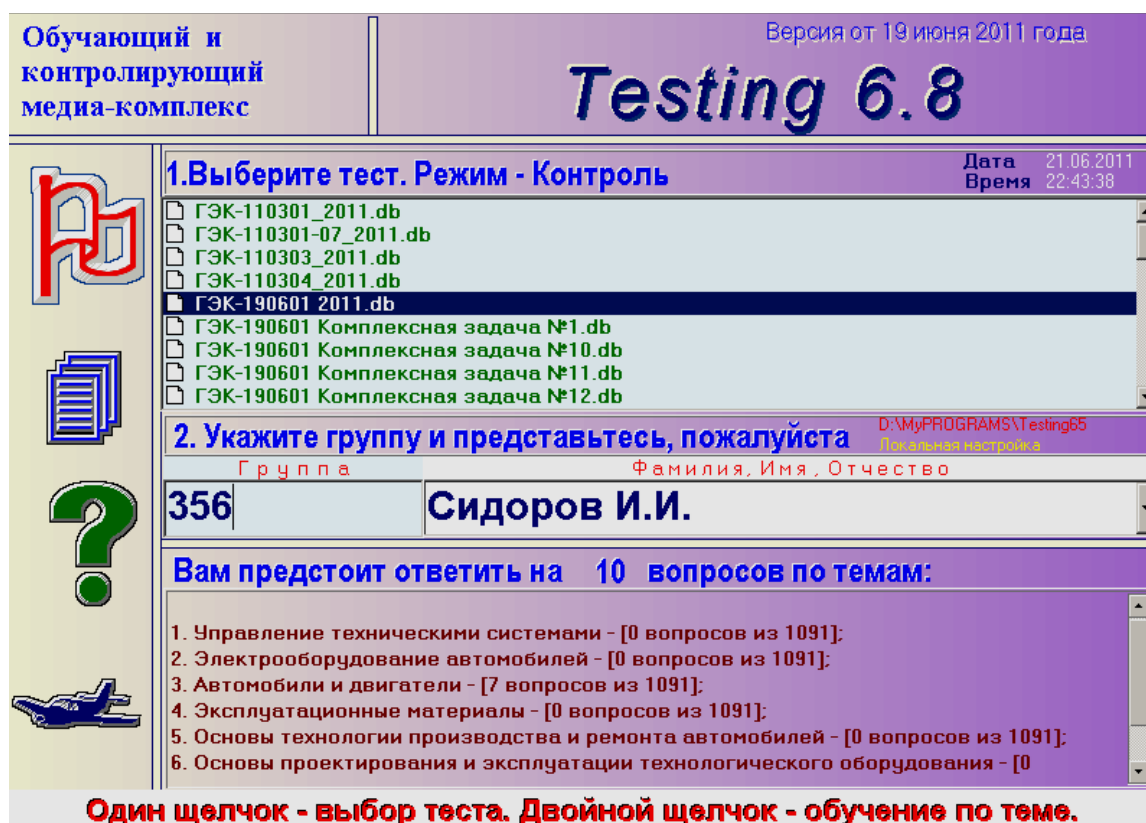 Обучающий и
контролирующий
медиа-комплекс
Версия от 19 июня 2011 года
Testing 6.8
1.Выберите тест. Режим - Контроль
Дата 21.06.2011
Время 22:43:38
ГЭК-110301_2011.db
ГЭК-110301-07_2011.db
ГЭК-110303_2011.db
ГЭК-110304_2011.db
ГЭК-190601 2011.db
ГЭК-190601 Комплексная задача №1.db
ГЭК-190601 Комплексная задача №10.db
ГЭК-190601 Комплексная задача №11.db
ГЭК-190601 Комплексная задача №12.db
2. Укажите группу и представьтесь, пожалуйста
D:\MyPROGRAMS\Testing65
Локальная настройка
Группа Фамилия, Имя, Отчество
356 Сидоров И.И.
Вам предстоит ответить на 10 вопросов по темам:
1. Управление техническими системами - [0 вопросов из 1091];
2. Электрооборудование автомобилей - [0 вопросов из 1091];
3. Автомобили и двигатели - [7 вопросов из 1091];
4. Эксплуатационные материалы - [0 вопросов из 1091];
5. Основы технологии производства и ремонта автомобилей - [0 вопросов из 1091];
6. Основы проектирования и эксплуатации технологического оборудования - [0
Один щелчок - выбор теста. Двойной щелчок - обучение по теме.